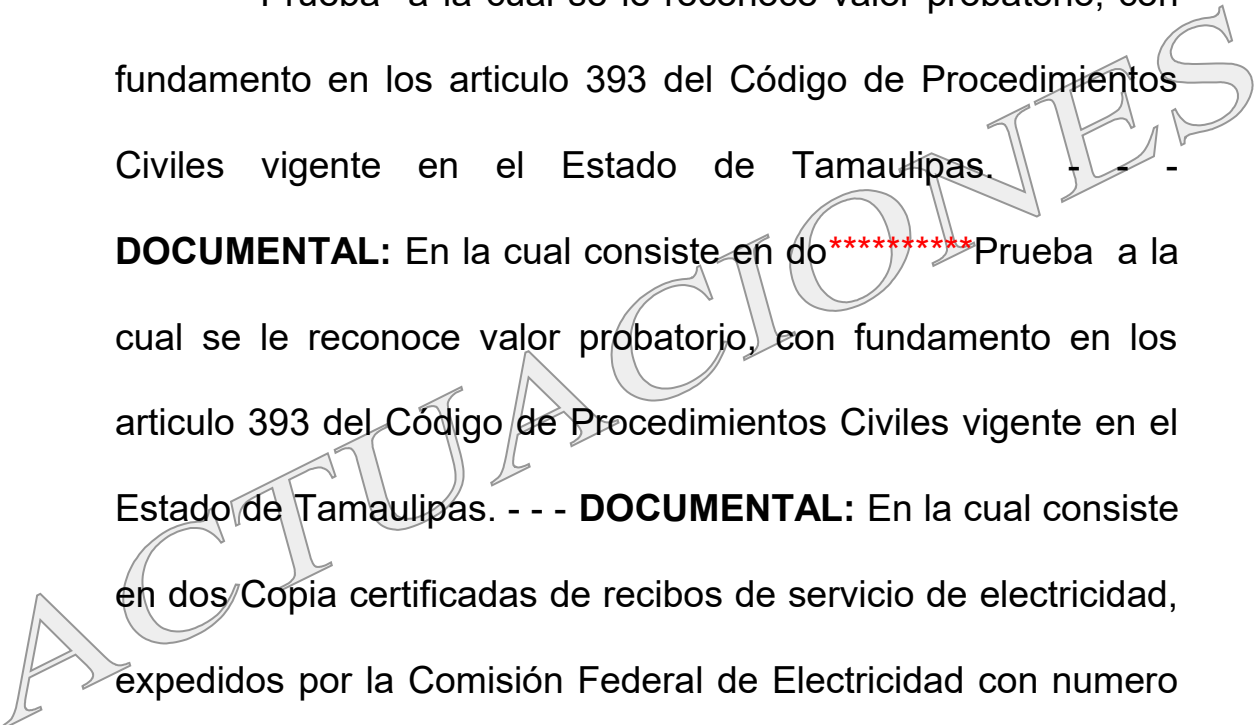 Prueba a la cual se le reconoce valor probatorio, con
fundamento en los articulo 393 del Código de Procedimientos
Civiles vigente en el Estado de Tamaulipas. - - -
DOCUMENTAL: En la cual consiste en do**********Prueba a la
cual se le reconoce valor probatorio, con fundamento en los
articulo 393 del Código de Procedimientos Civiles vigente en el
Estado de Tamaulipas. - - - DOCUMENTAL: En la cual consiste
en dos Copia certificadas de recibos de servicio de electricidad,
expedidos por la Comisión Federal de Electricidad con numero
ACTUACIONES